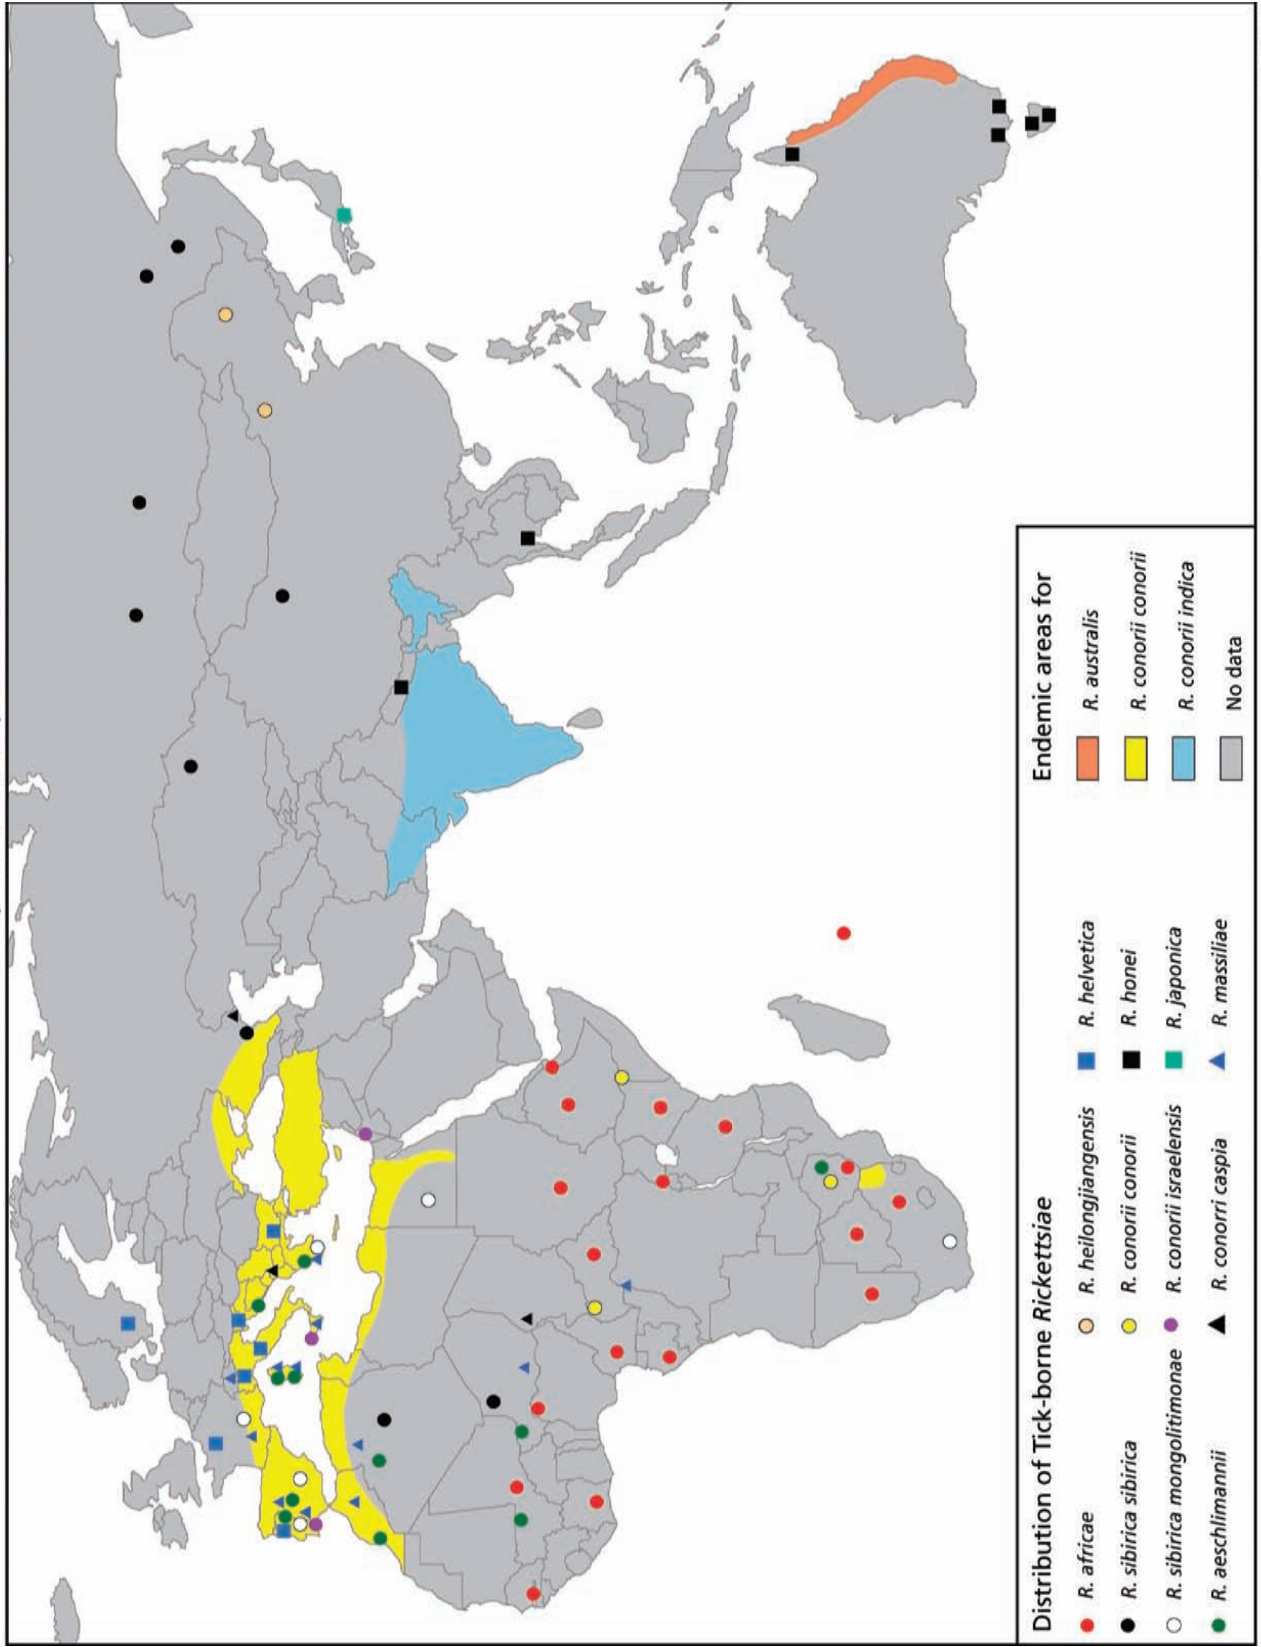 Distribution of Tick-borne Rickettsiae
R. africae
R. sibirica sibirica
R. sibirica mongolitimonae
R. aeschlimannii
R. heilongjiangensis
R. conorii conorii
R. conorii israelensis
R. conorri caspia
R. helvetica
R. honei
R. japonica
R. massiliae
Endemic areas for
R. australis
R. conorii conorii
R. conorii indica
No data